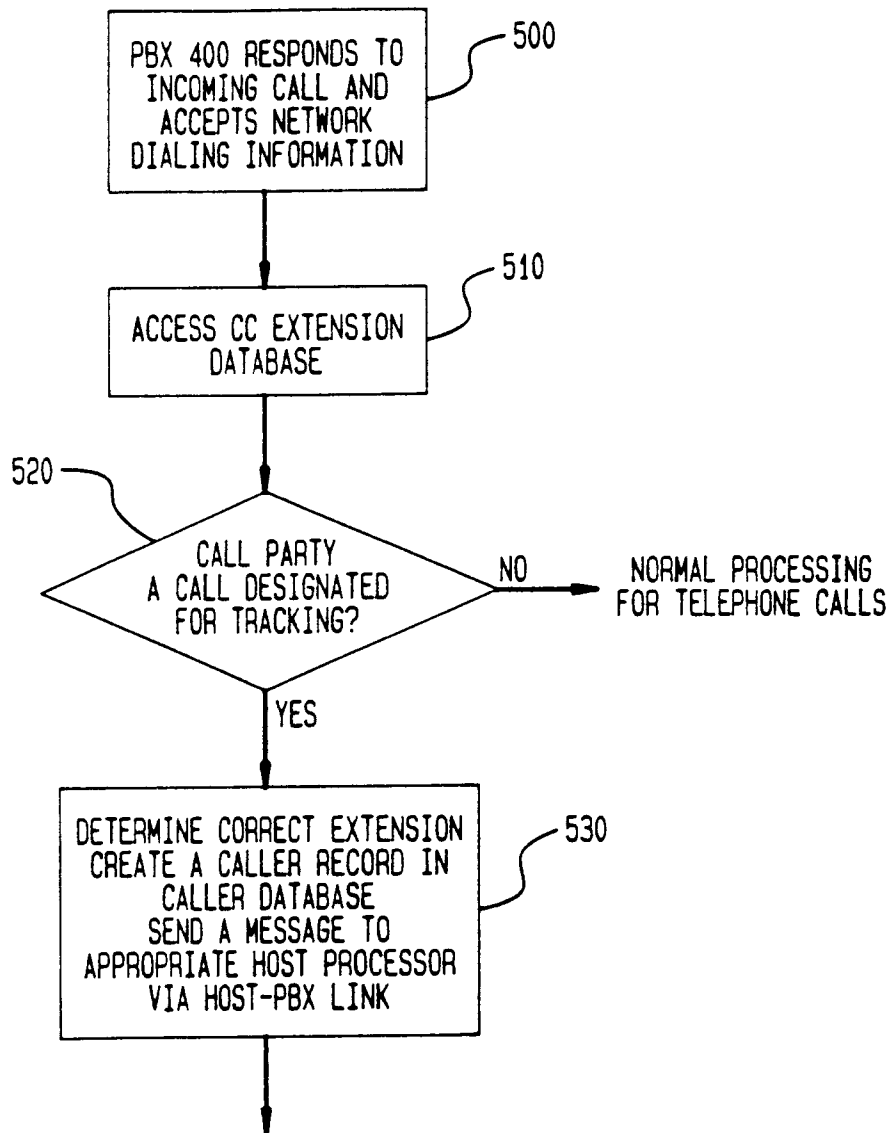 PBX 400 RESPONDS TO
INCOMING CALL AND
ACCEPTS NETWORK
DIALING INFORMATION
500
ACCESS CC EXTENSION
DATABASE
510
520
CALL PARTY
A CALL DESIGNATED
FOR TRACKING?
NO
NORMAL PROCESSING
FOR TELEPHONE CALLS
YES
DETERMINE CORRECT EXTENSION
CREATE A CALLER RECORD IN
CALLER DATABASE
SEND A MESSAGE TO
APPROPRIATE HOST PROCESSOR
VIA HOST-PBX LINK
530